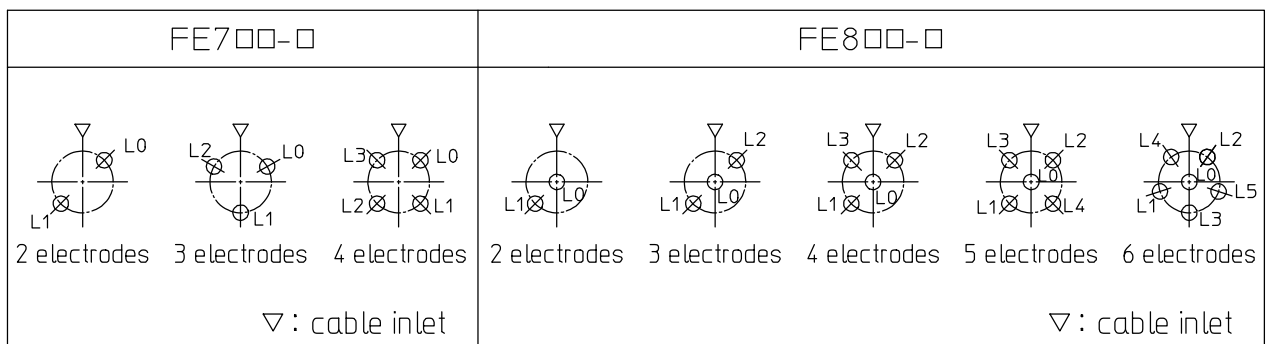 FE7□□-□
FE8□□-□
L0
L1
2 electrodes
L2
L0
L1
3 electrodes
L3
L0
L2
L1
4 electrodes
▽: cable inlet
L1
L0
2 electrodes
L2
L1
L0
3 electrodes
L3
L2
L1
L0
4 electrodes
L3
L2
L0
L1
L4
5 electrodes
L4
L2
L0
L1
L5
L3
6 electrodes
▽: cable inlet